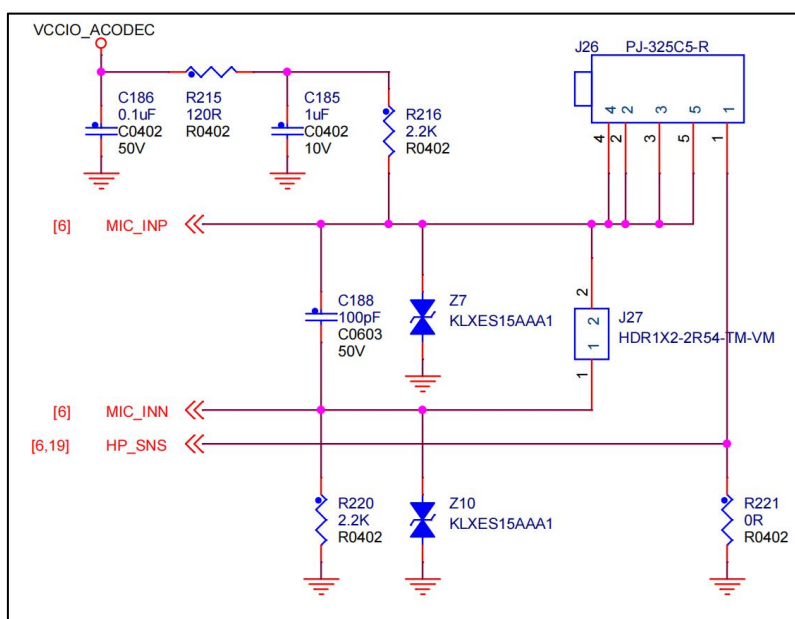 VCCIO_ACODEC
J26 PJ-325C5-R
4 2 3 5 1
4 2 3 5 1
C186
0.1uF
C0402
50V
R215
120R
R0402
C185
1uF
C0402
10V
R216
2.2K
R0402
[6] MIC_INP
C188
100pF
C0603
50V
Z7
KLXES15AAA1
2
2
1
1
J27
HDR1X2-2R54-TM-VM
[6] MIC_INN
[6,19] HP_SNS
R220
2.2K
R0402
Z10
KLXES15AAA1
R221
0R
R0402